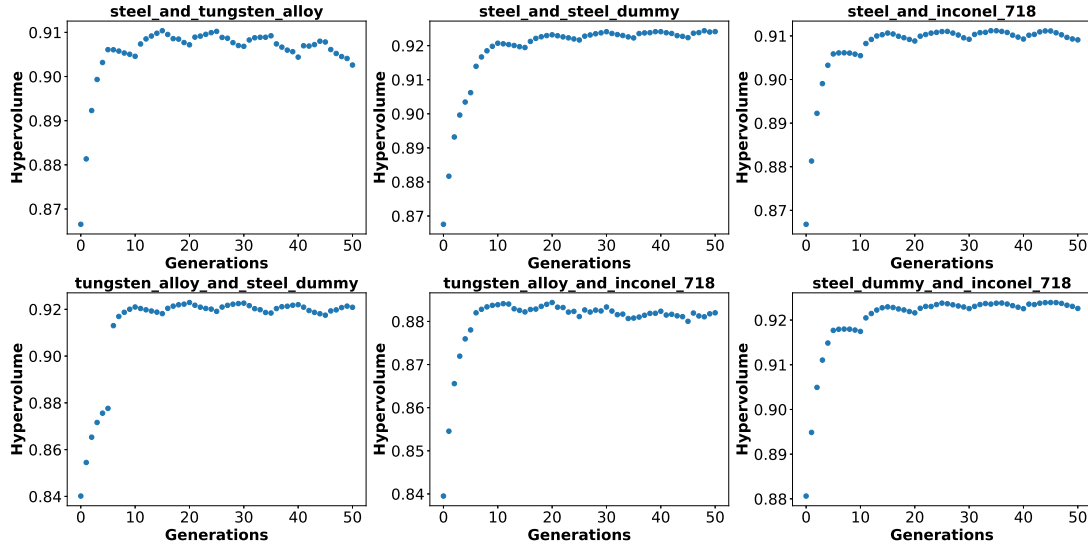 steel_and_tungsten_alloy
0.91
0.90
0.89
0.88
0.87
Hypervolume
0 10 20 30 40 50
Generations
steel_and_steel_dummy
0.92
0.91
0.90
0.89
0.88
0.87
Hypervolume
0 10 20 30 40 50
Generations
steel_and_inconel_718
0.91
0.90
0.89
0.88
0.87
Hypervolume
0 10 20 30 40 50
Generations
tungsten_alloy_and_steel_dummy
0.92
0.90
0.88
0.86
0.84
Hypervolume
0 10 20 30 40 50
Generations
tungsten_alloy_and_inconel_718
0.88
0.87
0.86
0.85
0.84
Hypervolume
0 10 20 30 40 50
Generations
steel_dummy_and_inconel_718
0.92
0.91
0.90
0.89
0.88
Hypervolume
0 10 20 30 40 50
Generations